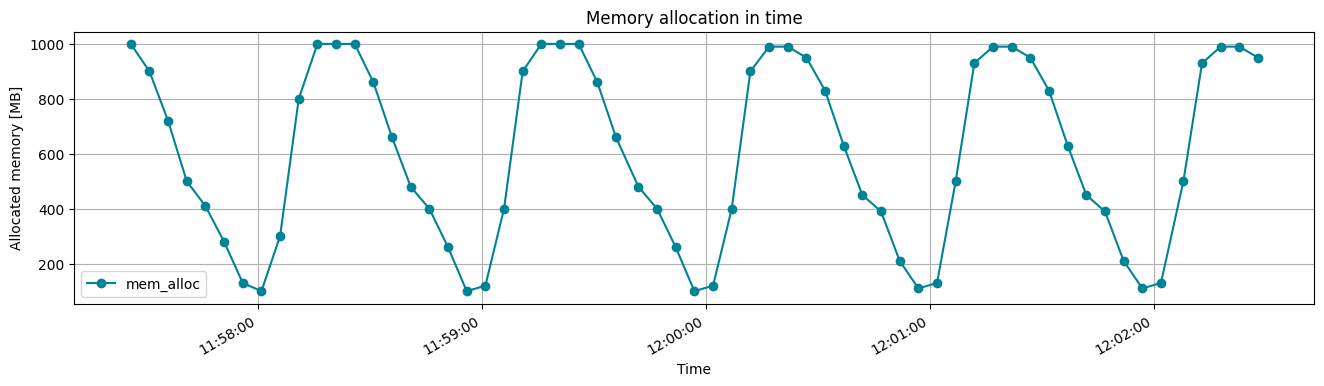 Memory allocation in time
Allocated memory [MB]
1000
800
600
400
200
mem_alloc
11:58:00
11:59:00
12:00:00
12:01:00
12:02:00
Time